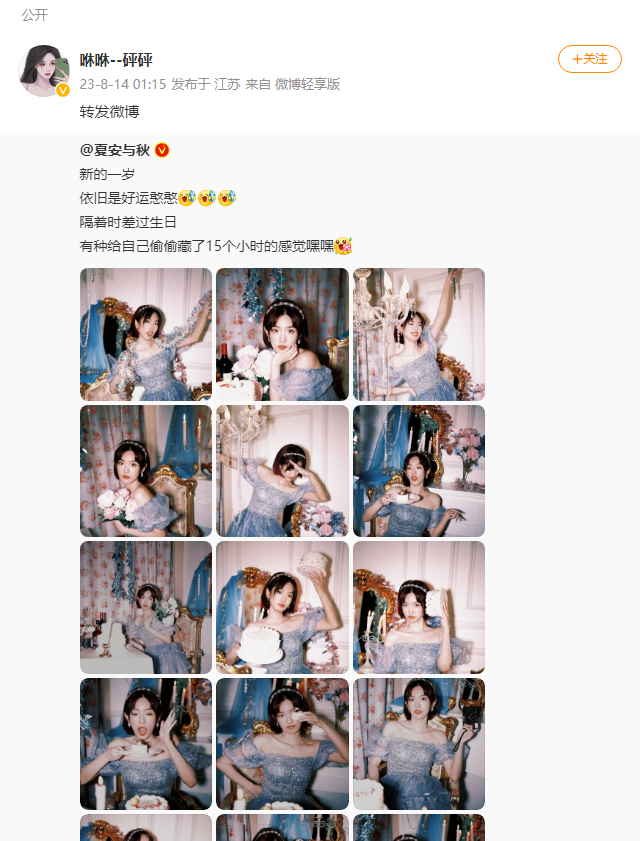 公开
咻咻--砰砰
+关注
23-8-14 01:15 发布于 江苏 来自 微博轻享版
转发微博
@夏安与秋
新的一岁
依旧是好运憨憨
隔着时差过生日
有种给自己偷偷藏了15个小时的感觉嘿嘿